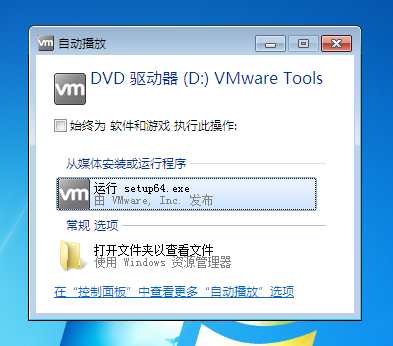 vm 自动播放
vm DVD 驱动器 (D:) VMware Tools
始终为 软件和游戏 执行此操作:
从媒体安装或运行程序
vm 运行 setup64.exe
由 VMware, Inc. 发布
常规 选项
打开文件夹以查看文件
使用 Windows 资源管理器
在“控制面板”中查看更多“自动播放”选项